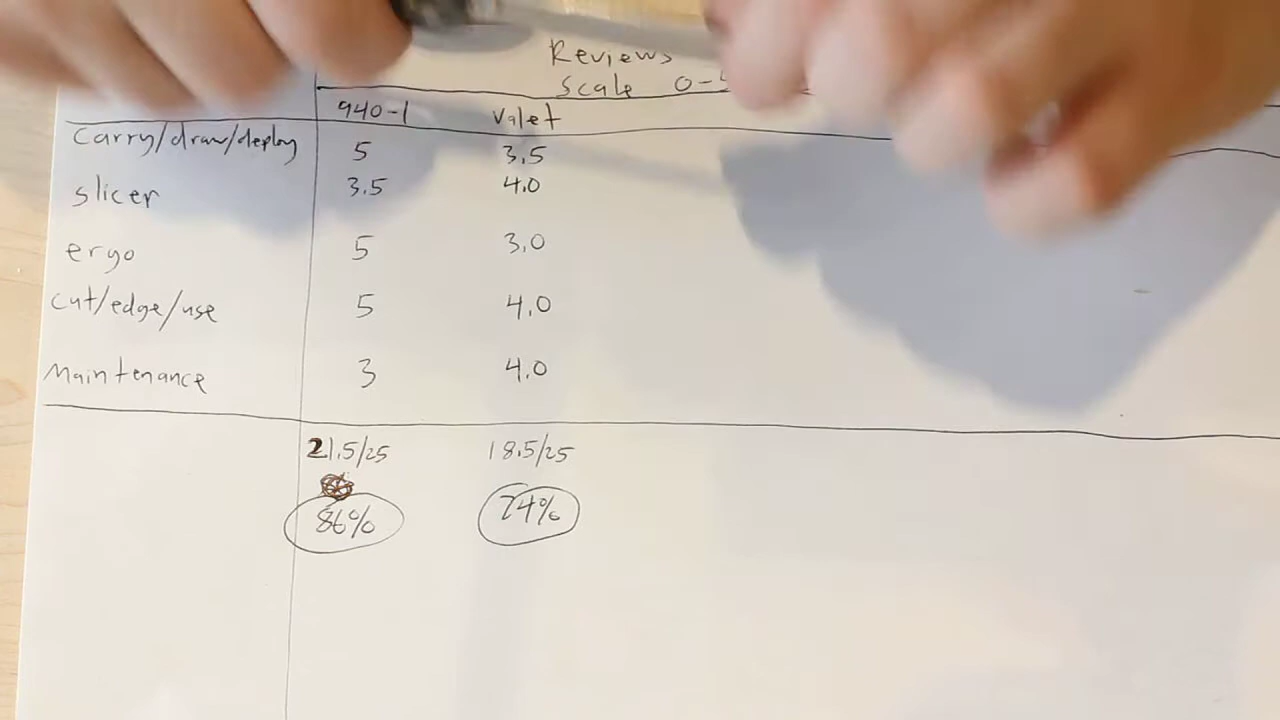 Reviews
Scale 0-5
940-1 Valet
Carry/draw/deploy 5 3.5
slicer 3.5 4.0
ergo 5 3.0
cut/edge/use 5 4.0
Maintenance 3 4.0
21.5/25 18.5/25
86% 74%